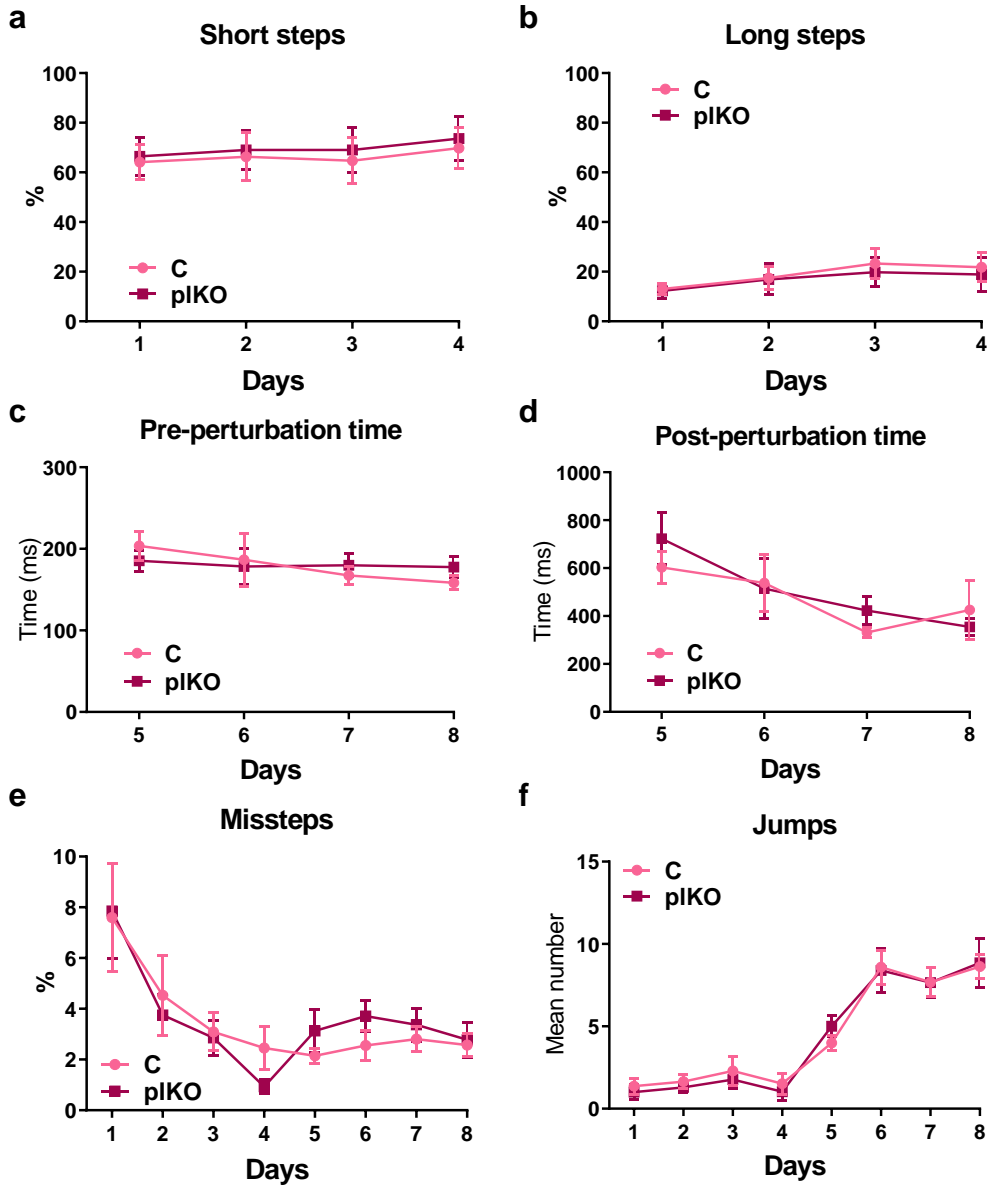 a
Short steps
100
80
60
40
20
0
%
C
pIKO
1 2 3 4
Days
b
Long steps
100
80
60
40
20
0
%
C
pIKO
1 2 3 4
Days
c
Pre-perturbation time
300
200
100
0
Time (ms)
C
pIKO
5 6 7 8
Days
d
Post-perturbation time
1000
800
600
400
200
0
Time (ms)
C
pIKO
5 6 7 8
Days
e
Missteps
10
8
6
4
2
0
%
C
pIKO
1 2 3 4 5 6 7 8
Days
f
Jumps
15
10
5
0
Mean number
C
pIKO
1 2 3 4 5 6 7 8
Days